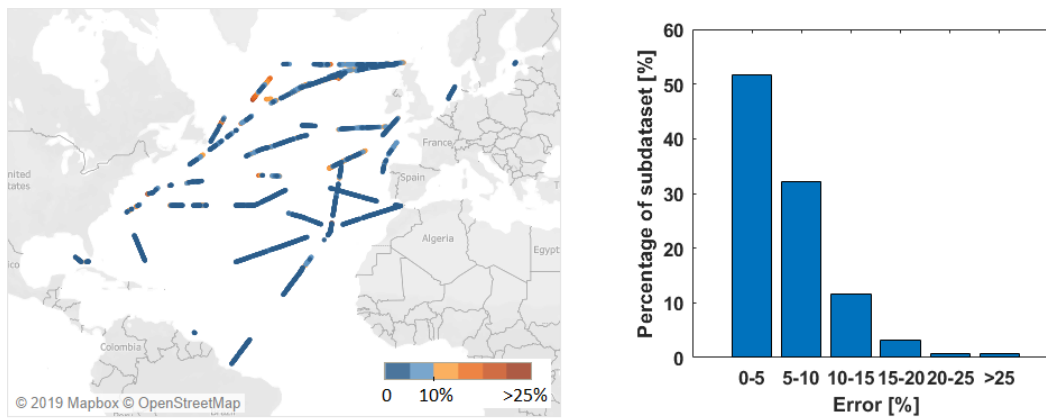 United
States
France
Spain
Algeria
Egypt
Colombia
0 10% >25%
© 2019 Mapbox © OpenStreetMap
Percentage of subdataset [%]
60
50
40
30
20
10
0
0-5 5-10 10-15 15-20 20-25 >25
Error [%]